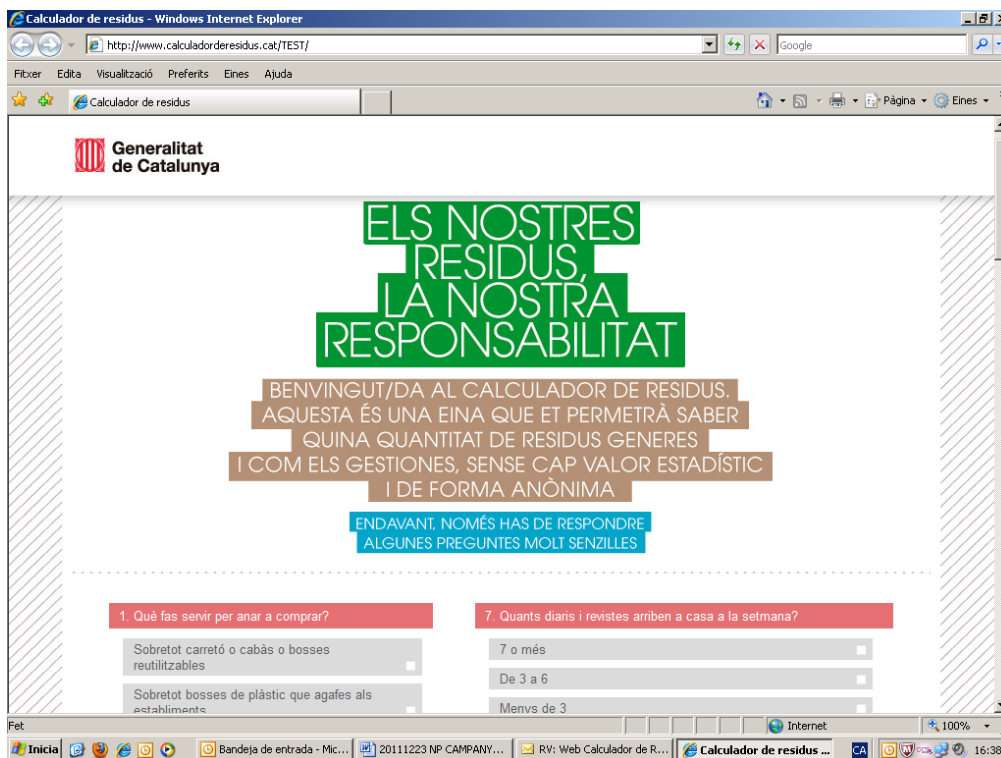 Calculador de residus - Windows Internet Explorer
http://www.calculadorderesidus.cat/TEST/
Google
Fitxer Edita Visualització Preferits Eines Ajuda
Calculador de residus
Pàgina Eines
Generalitat
de Catalunya
ELS NOSTRES
RESIDUS,
LA NOSTRA
RESPONSABILITAT
BENVINGUT/DA AL CALCULADOR DE RESIDUS.
AQUESTA ÉS UNA EINA QUE ET PERMETRÀ SABER
QUINA QUANTITAT DE RESIDUS GENERES
I COM ELS GESTIONES, SENSE CAP VALOR ESTADÍSTIC
I DE FORMA ANÒNIMA
ENDAVANT, NOMÉS HAS DE RESPONDRE
ALGUNES PREGUNTES MOLT SENZILLES
1. Què fas servir per anar a comprar?
Sobretot carretó o cabàs o bosses
reutilitzables
Sobretot bosses de plàstic que agafes als
establiments
7. Quants diaris i revistes arriben a casa a la setmana?
7 o més
De 3 a 6
Menys de 3
Fet
Internet
100%
Inicia
Bandeja de entrada - Mic...
20111223 NP CAMPANY...
RV: Web Calculador de R...
Calculador de residus ...
CA
16:38